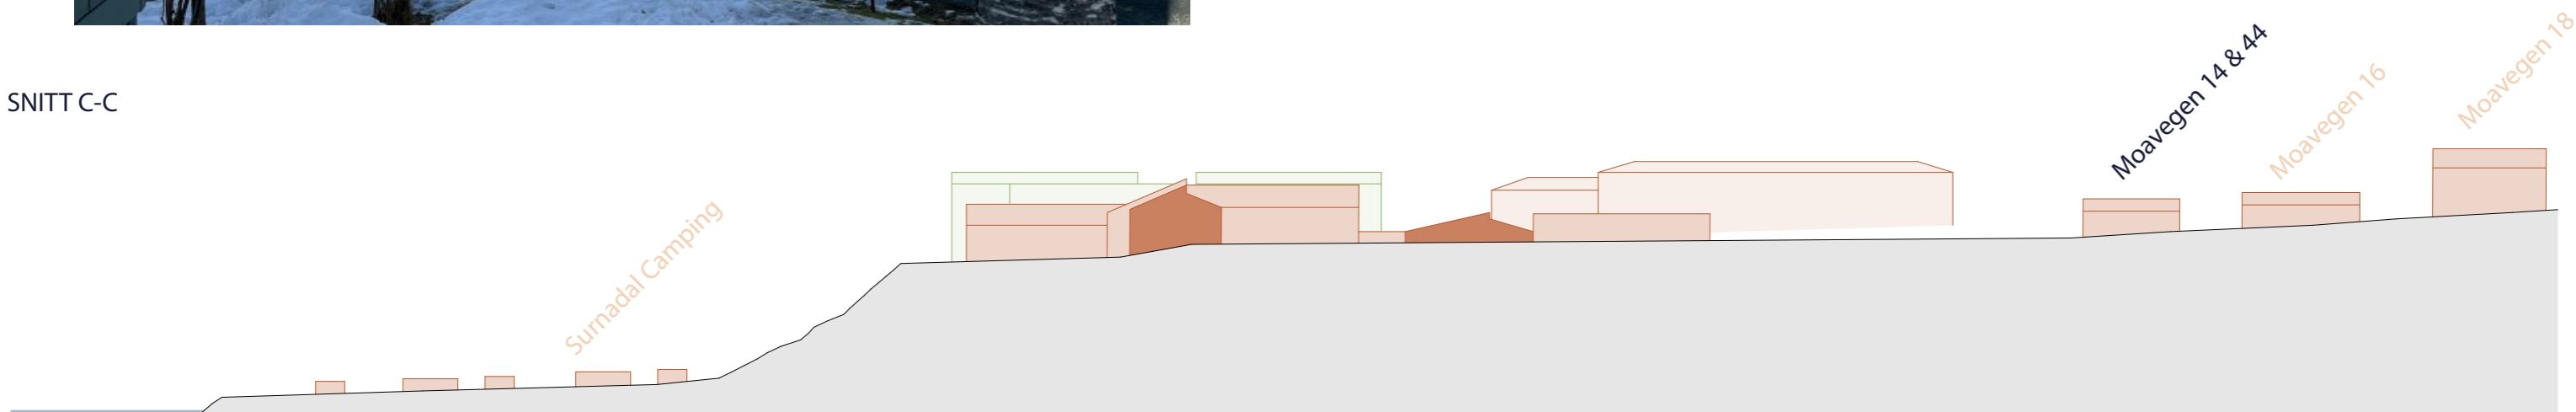 SNITT C-C
Surnadal Camping
Moavegen 14 & 44
Moavegen 16
Moavegen 18